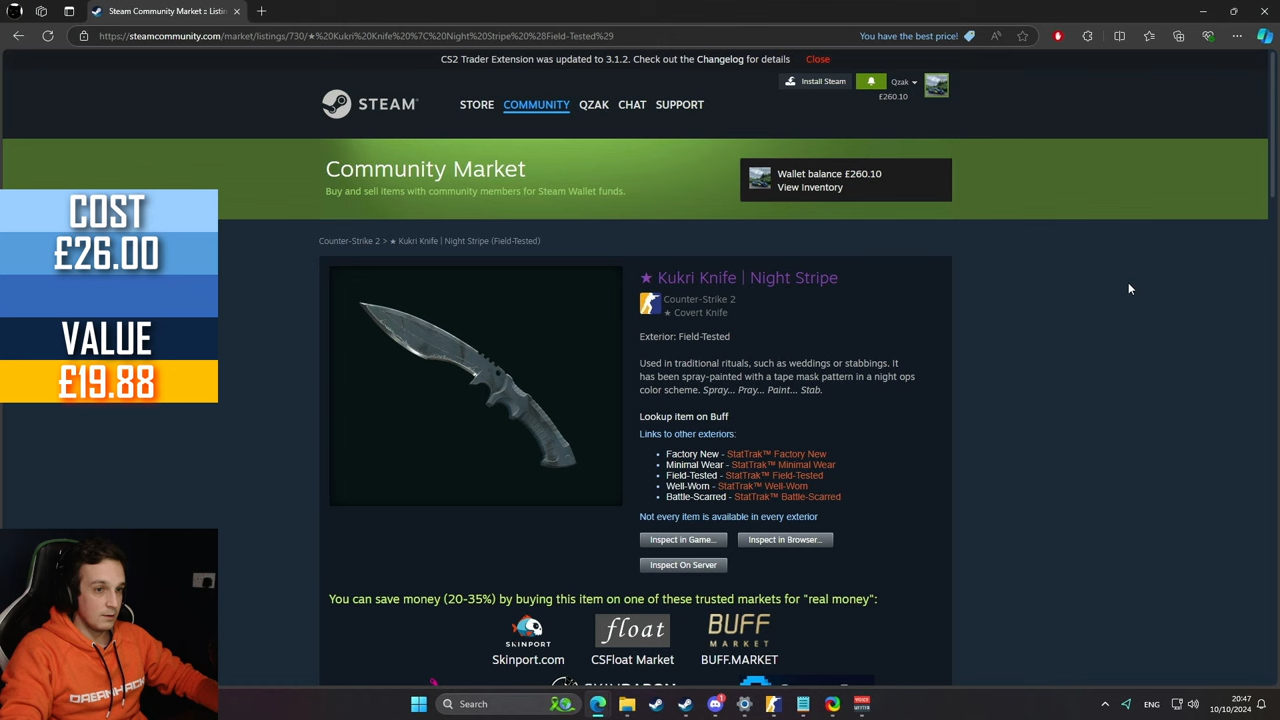 Steam Community Market :: Listin
https://steamcommunity.com/market/listings/730/★%20Kukri%20Knife%20%7C%20Night%20Stripe%20%28Field-Tested%29
You have the best price!
CS2 Trader Extension was updated to 3.1.2. Check out the Changelog for details Close
Install Steam
Qzak
£260.10
STEAM
STORE COMMUNITY QZAK CHAT SUPPORT
Community Market
Buy and sell items with community members for Steam Wallet funds.
Wallet balance £260.10
View Inventory
COST
£26.00
VALUE
£19.88
Counter-Strike 2 > ★ Kukri Knife | Night Stripe (Field-Tested)
★ Kukri Knife | Night Stripe
Counter-Strike 2
★ Covert Knife
Exterior: Field-Tested
Used in traditional rituals, such as weddings or stabbings. It
has been spray-painted with a tape mask pattern in a night ops
color scheme. Spray... Pray... Paint... Stab.
Lookup item on Buff
Links to other exteriors:
Factory New - StatTrak™ Factory New
Minimal Wear - StatTrak™ Minimal Wear
Field-Tested - StatTrak™ Field-Tested
Well-Worn - StatTrak™ Well-Worn
Battle-Scarred - StatTrak™ Battle-Scarred
Not every item is available in every exterior
Inspect in Game... Inspect in Browser...
Inspect On Server
You can save money (20-35%) by buying this item on one of these trusted markets for "real money":
SKINPORT
float
BUFF
MARKET
Skinport.com CSFloat Market BUFF.MARKET
DREAMHACK
Search
ENG
20:47
10/10/2024